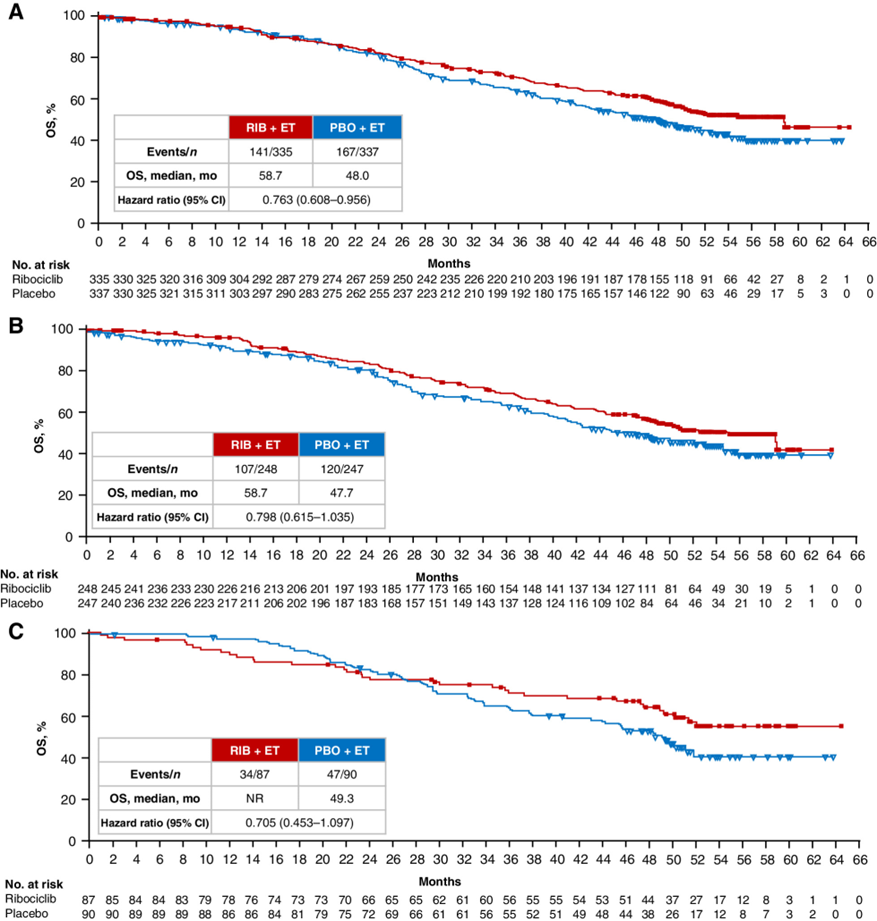 A
100
80
60
40
20
0
OS, %
RIB + ET PBO + ET
Events/n 141/335 167/337
OS, median, mo 58.7 48.0
Hazard ratio (95% CI) 0.763 (0.608–0.956)
0 2 4 6 8 10 12 14 16 18 20 22 24 26 28 30 32 34 36 38 40 42 44 46 48 50 52 54 56 58 60 62 64 66
Months
No. at risk
Ribociclib 335 330 325 320 316 309 304 292 287 279 274 267 259 250 242 235 226 220 210 203 196 191 187 178 155 118 91 66 42 27 8 2 1 0
Placebo 337 330 325 321 315 311 303 297 290 283 275 262 255 237 223 212 210 199 192 180 175 165 157 146 122 90 63 46 29 17 5 3 0 0
B
100
80
60
40
20
0
OS, %
RIB + ET PBO + ET
Events/n 107/248 120/247
OS, median, mo 58.7 47.7
Hazard ratio (95% CI) 0.798 (0.615–1.035)
0 2 4 6 8 10 12 14 16 18 20 22 24 26 28 30 32 34 36 38 40 42 44 46 48 50 52 54 56 58 60 62 64 66
Months
No. at risk
Ribociclib 248 245 241 236 233 230 226 216 213 206 201 197 193 185 177 173 165 160 154 148 141 137 134 127 111 81 64 49 30 19 5 1 0 0
Placebo 247 240 236 232 226 223 217 211 206 202 196 187 183 168 157 151 149 143 137 128 124 116 109 102 84 64 46 34 21 10 2 1 0 0
C
100
80
60
40
20
0
OS, %
RIB + ET PBO + ET
Events/n 34/87 47/90
OS, median, mo NR 49.3
Hazard ratio (95% CI) 0.705 (0.453–1.097)
0 2 4 6 8 10 12 14 16 18 20 22 24 26 28 30 32 34 36 38 40 42 44 46 48 50 52 54 56 58 60 62 64 66
Months
No. at risk
Ribociclib 87 85 84 84 83 79 78 76 74 73 73 70 66 65 65 62 61 60 56 55 55 54 53 51 44 37 27 17 12 8 3 1 1 0
Placebo 90 90 89 89 89 88 86 86 84 81 79 75 72 69 66 61 61 56 55 52 51 49 48 44 38 26 17 12 8 7 3 2 0 0